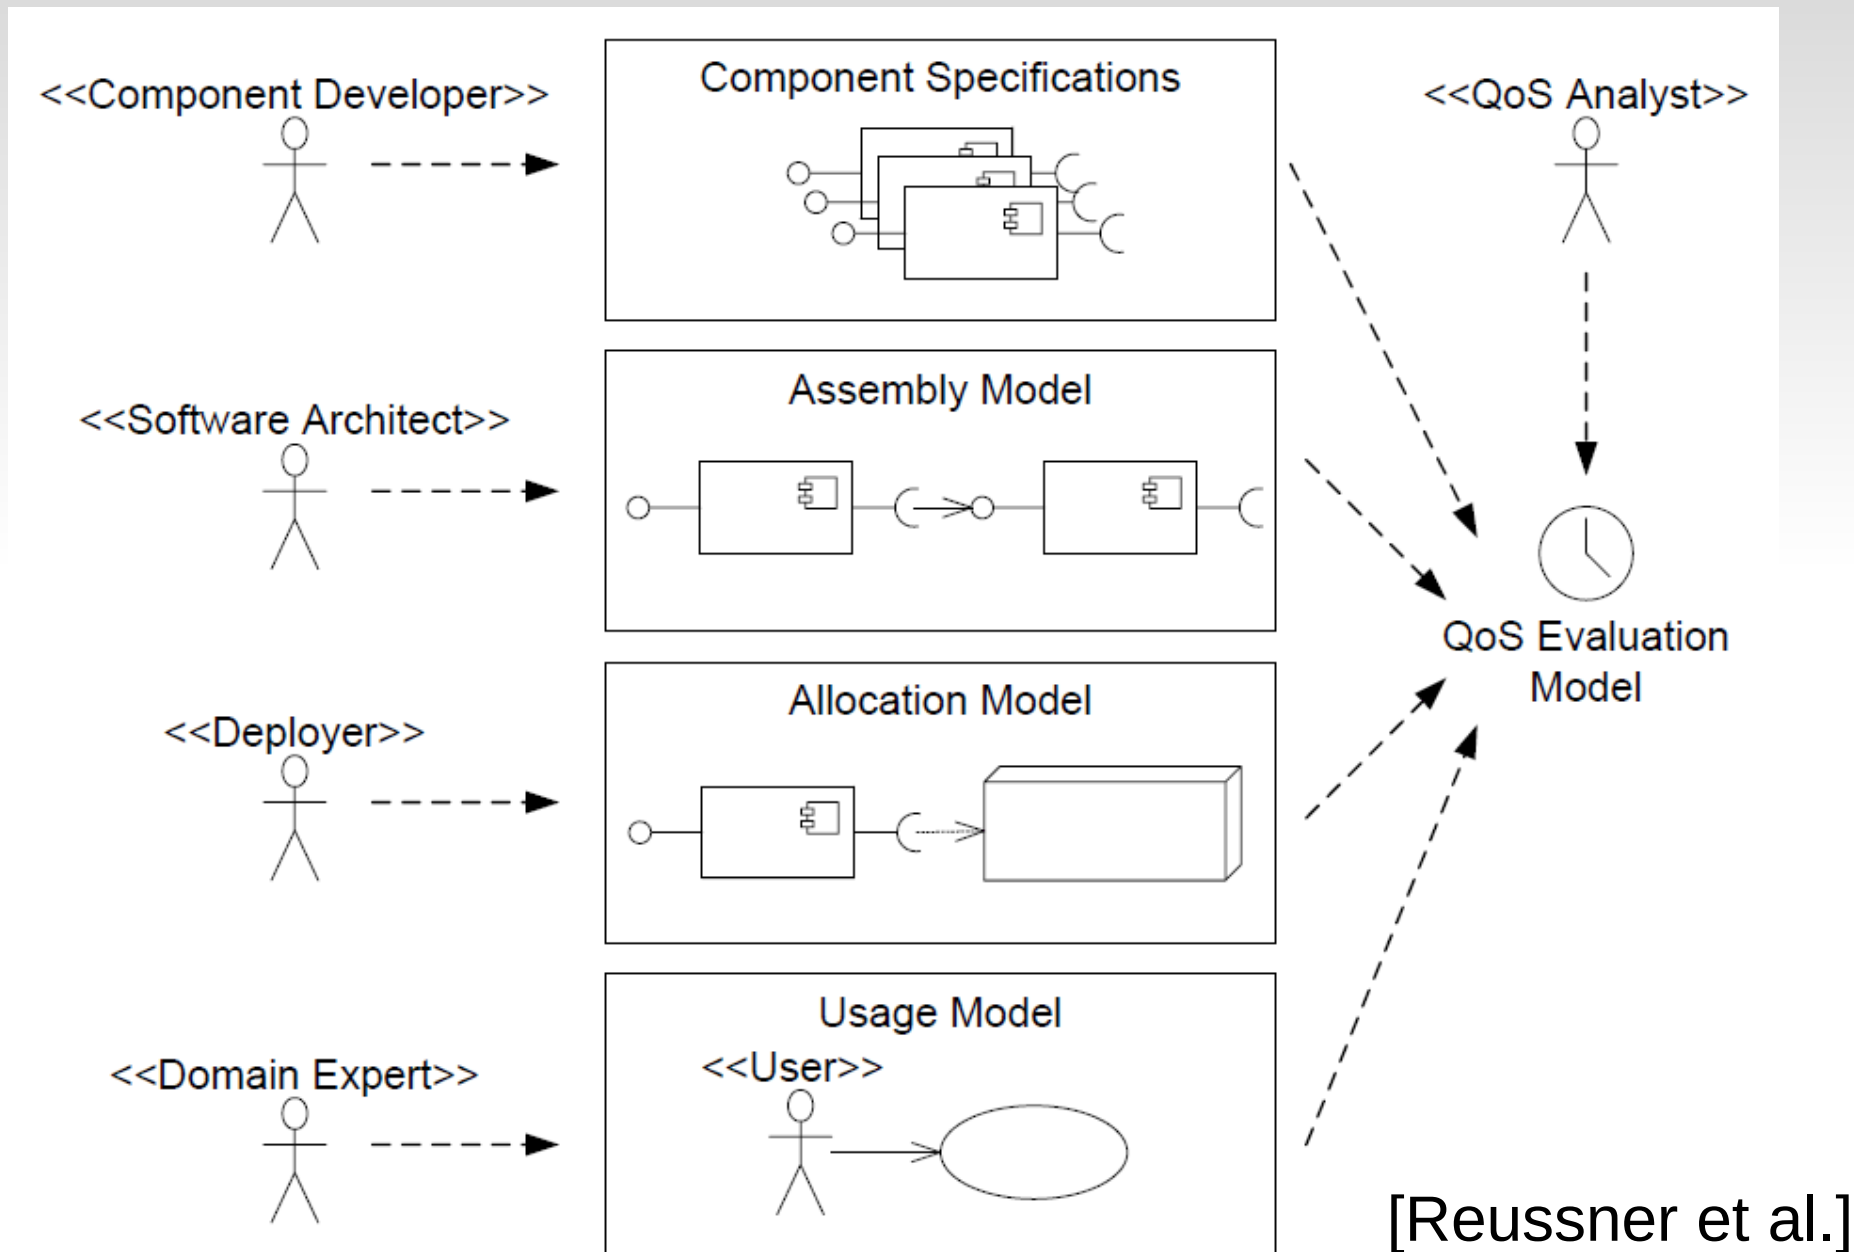 <<Component Developer>>
Component Specifications
<<QoS Analyst>>
<<Software Architect>>
Assembly Model
QoS Evaluation
Model
<<Deployer>>
Allocation Model
<<Domain Expert>>
Usage Model
<<User>>
[Reussner et al.]